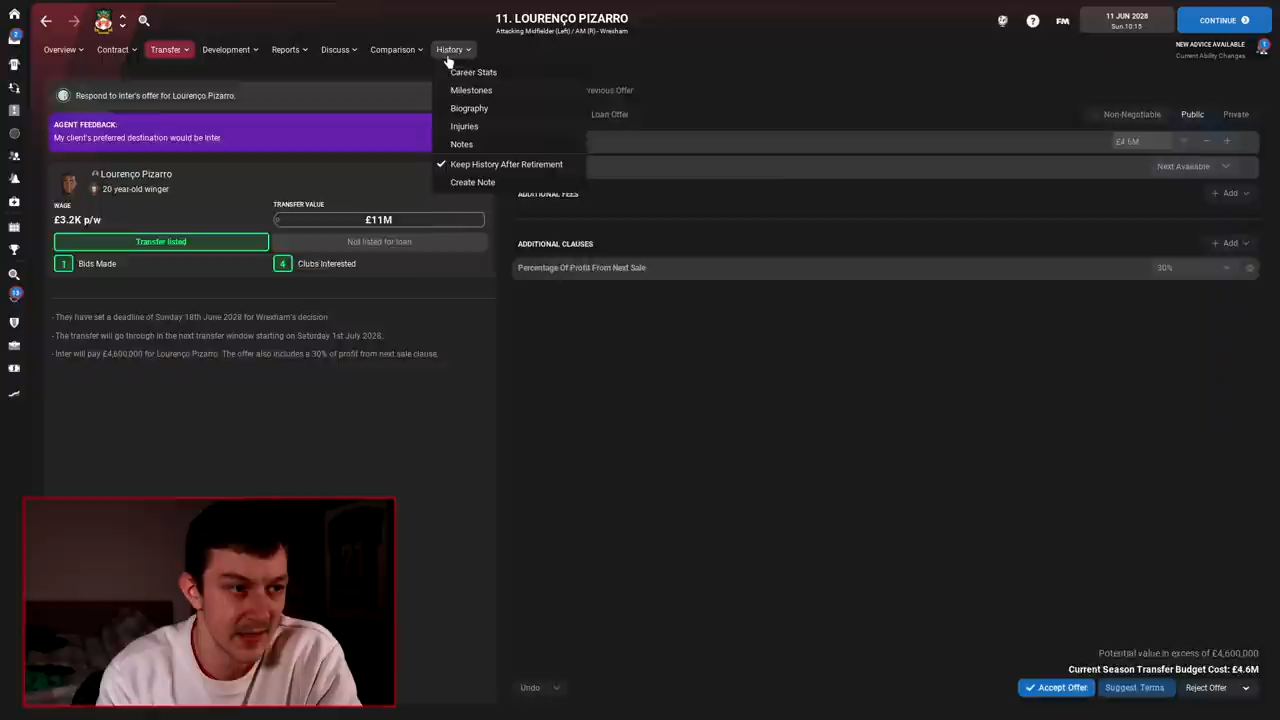 11. LOURENÇO PIZARRO
Attacking Midfielder (Left) / AM (R) - Wrexham
FM
11 JUN 2028
Sun 10:15
CONTINUE
2
Overview
Contract
Transfer
Development
Reports
Discuss
Comparison
History
NEW ADVICE AVAILABLE
Current Ability Changes
1
Career Stats
Milestones
Biography
Injuries
Notes
Keep History After Retirement
Create Note
Respond to Inter's offer for Lourenço Pizarro.
revious Offer
AGENT FEEDBACK:
My client's preferred destination would be Inter
Loan Offer
Non-Negotiable
Public
Private
£4.6M
Next Available
Lourenço Pizarro
20 year-old winger
WAGE
£3.2K p/w
TRANSFER VALUE
£11M
ADDITIONAL FEES
Add
Transfer listed
Not listed for loan
ADDITIONAL CLAUSES
Add
1 Bids Made
4 Clubs Interested
Percentage Of Profit From Next Sale
30%
13
- They have set a deadline of Sunday 18th June 2028 for Wrexham's decision
- The transfer will go through in the next transfer window starting on Saturday 1st July 2028.
- Inter will pay £4,600,000 for Lourenço Pizarro. The offer also includes a 30% of profit from next sale clause.
Potential value in excess of £4,600,000
Current Season Transfer Budget Cost: £4.6M
Undo
Accept Offer
Suggest Terms
Reject Offer